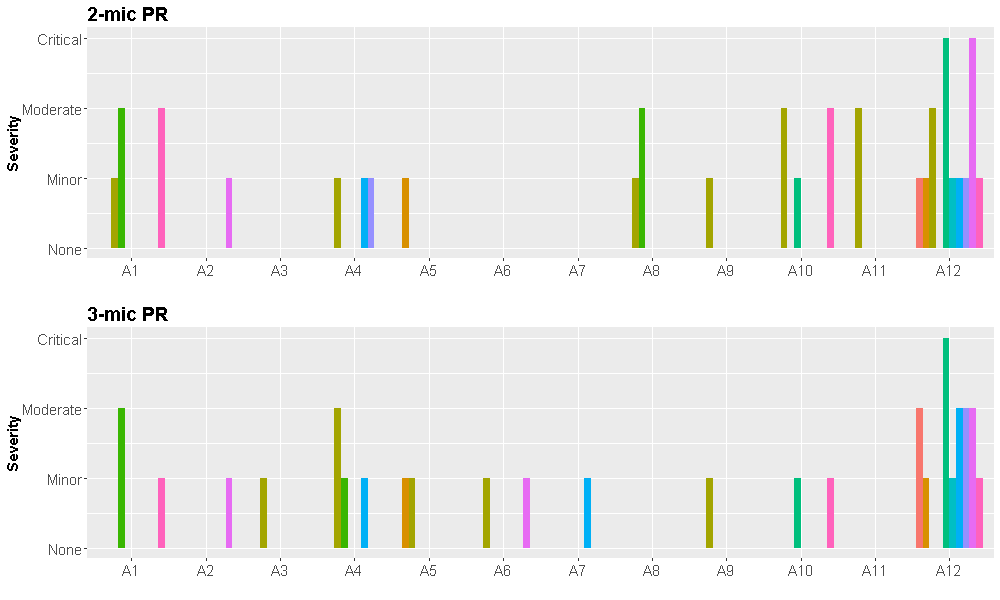 2-mic PR
Severity
Critical
Moderate
Minor
None
A1 A2 A3 A4 A5 A6 A7 A8 A9 A10 A11 A12
3-mic PR
Severity
Critical
Moderate
Minor
None
A1 A2 A3 A4 A5 A6 A7 A8 A9 A10 A11 A12